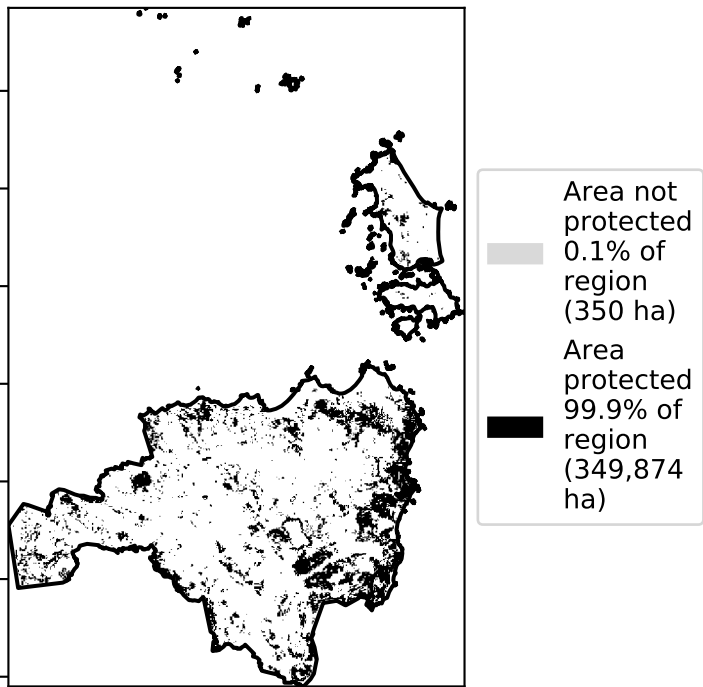 Area not
protected
0.1% of
region
(350 ha)
Area
protected
99.9% of
region
(349,874
ha)